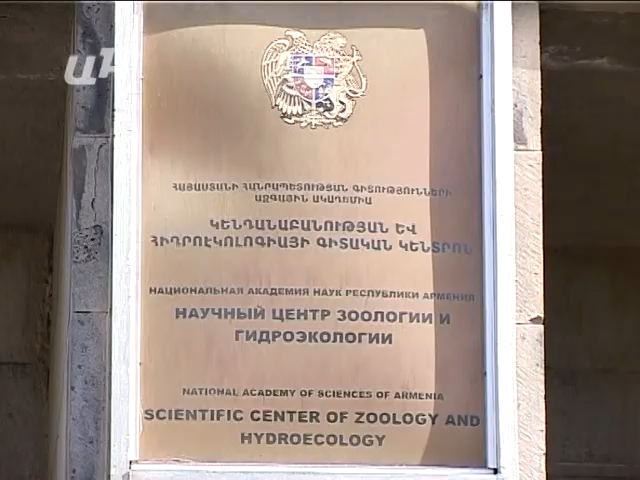 ԱԻ
ՀԱՅԱՍՏԱՆԻ ՀԱՆՐԱՊԵՏՈՒԹՅԱՆ ԳԻՏՈՒԹՅՈՒՆՆԵՐԻ
ԱԶԳԱՅԻՆ ԱԿԱԴԵՄԻԱ
ԿԵՆԴԱՆԱԲԱՆՈՒԹՅԱՆ ԵՎ
ՀԻԴՐՈԷԿՈԼՈԳԻԱՅԻ ԳԻՏԱԿԱՆ ԿԵՆՏՐՈՆ
НАЦИОНАЛЬНАЯ АКАДЕМИЯ НАУК РЕСПУБЛИКИ АРМЕНИЯ
НАУЧНЫЙ ЦЕНТР ЗООЛОГИИ И
ГИДРОЭКОЛОГИИ
NATIONAL ACADEMY OF SCIENCES OF ARMENIA
SCIENTIFIC CENTER OF ZOOLOGY AND
HYDROECOLOGY